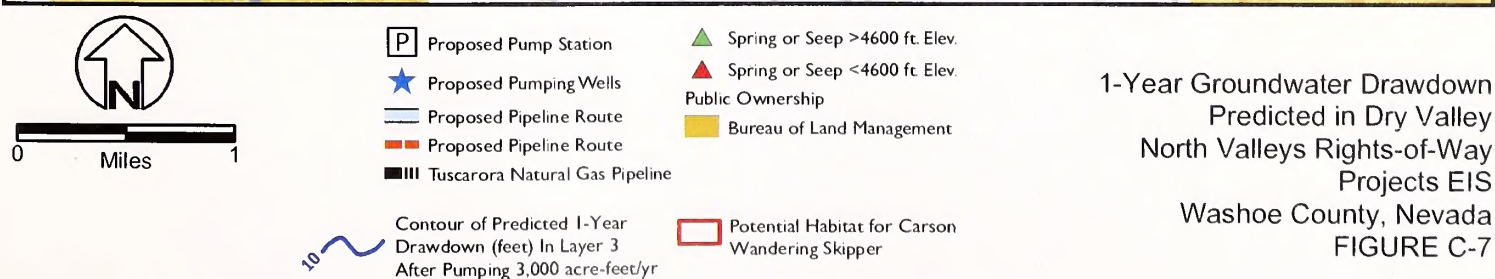 N
0 Miles 1
P Proposed Pump Station
Proposed Pumping Wells
Proposed Pipeline Route
Proposed Pipeline Route
Tuscarora Natural Gas Pipeline
10 Contour of Predicted 1-Year
Drawdown (feet) In Layer 3
After Pumping 3,000 acre-feet/yr
Spring or Seep >4600 ft. Elev.
Spring or Seep <4600 ft. Elev.
Public Ownership
Bureau of Land Management
Potential Habitat for Carson
Wandering Skipper
1-Year Groundwater Drawdown
Predicted in Dry Valley
North Valleys Rights-of-Way
Projects EIS
Washoe County, Nevada
FIGURE C-7